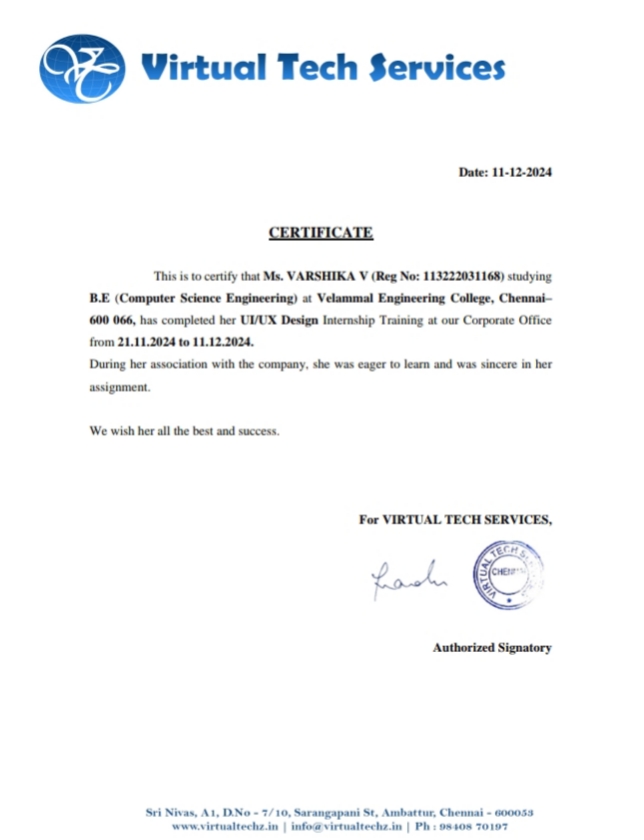 Virtual Tech Services
Date: 11-12-2024
CERTIFICATE
This is to certify that Ms. VARSHIKA V (Reg No: 113222031168) studying
B.E (Computer Science Engineering) at Velammal Engineering College, Chennai–
600 066, has completed her UI/UX Design Internship Training at our Corporate Office
from 21.11.2024 to 11.12.2024.
During her association with the company, she was eager to learn and was sincere in her
assignment.
We wish her all the best and success.
For VIRTUAL TECH SERVICES,
VIRTUAL TECH
Authorized Signatory
Sri Nivas, A1, D.No - 7/10, Sarangapani St, Ambattur, Chennai - 600053
www.virtualtechz.in | info@virtualtechz.in | Ph : 98408 70197